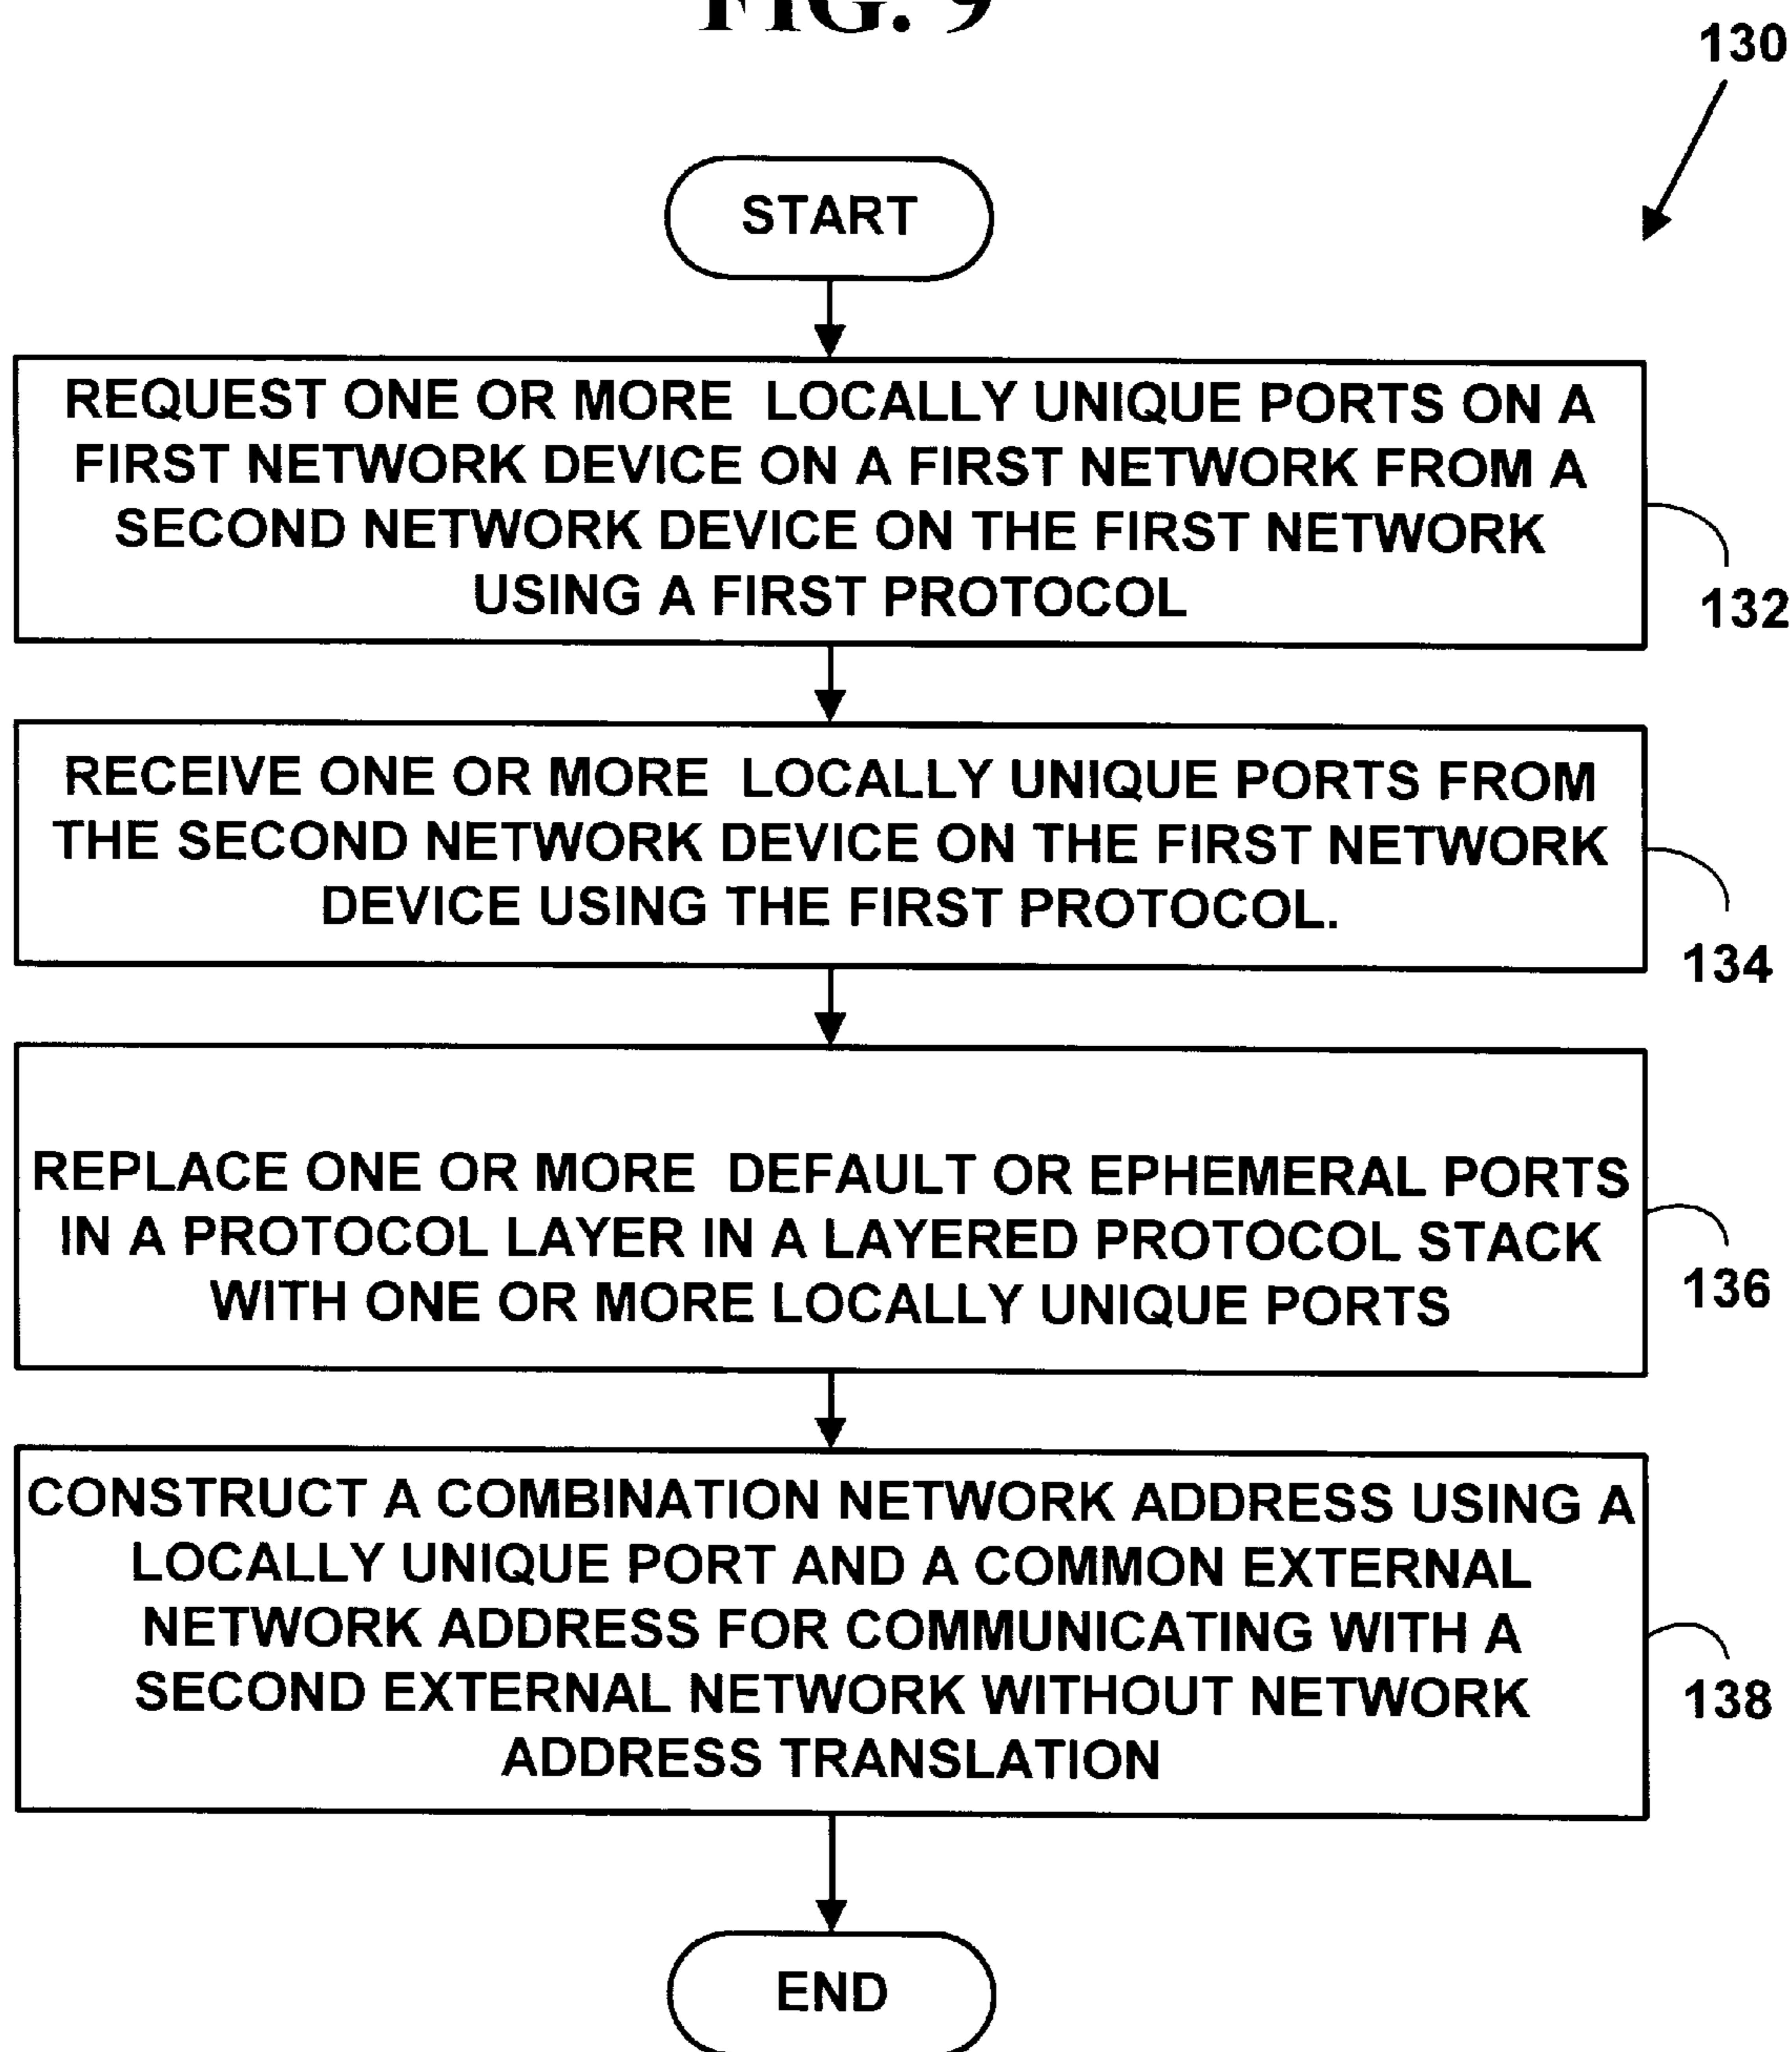 FIG. 9
130
START
REQUEST ONE OR MORE LOCALLY UNIQUE PORTS ON A
FIRST NETWORK DEVICE ON A FIRST NETWORK FROM A
SECOND NETWORK DEVICE ON THE FIRST NETWORK
USING A FIRST PROTOCOL
132
RECEIVE ONE OR MORE LOCALLY UNIQUE PORTS FROM
THE SECOND NETWORK DEVICE ON THE FIRST NETWORK
DEVICE USING THE FIRST PROTOCOL.
134
REPLACE ONE OR MORE DEFAULT OR EPHEMERAL PORTS
IN A PROTOCOL LAYER IN A LAYERED PROTOCOL STACK
WITH ONE OR MORE LOCALLY UNIQUE PORTS
136
CONSTRUCT A COMBINATION NETWORK ADDRESS USING A
LOCALLY UNIQUE PORT AND A COMMON EXTERNAL
NETWORK ADDRESS FOR COMMUNICATING WITH A
SECOND EXTERNAL NETWORK WITHOUT NETWORK
ADDRESS TRANSLATION
138
END